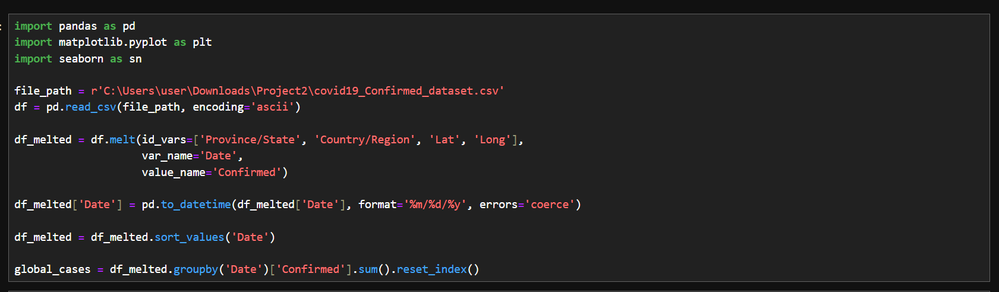 import pandas as pd
import matplotlib.pyplot as plt
import seaborn as sn
file_path = r'C:\Users\user\Downloads\Project2\covid19_Confirmed_dataset.csv'
df = pd.read_csv(file_path, encoding='ascii')
df_melted = df.melt(id_vars=['Province/State', 'Country/Region', 'Lat', 'Long'],
var_name='Date',
value_name='Confirmed')
df_melted['Date'] = pd.to_datetime(df_melted['Date'], format='%m/%d/%y', errors='coerce')
df_melted = df_melted.sort_values('Date')
global_cases = df_melted.groupby('Date')['Confirmed'].sum().reset_index()